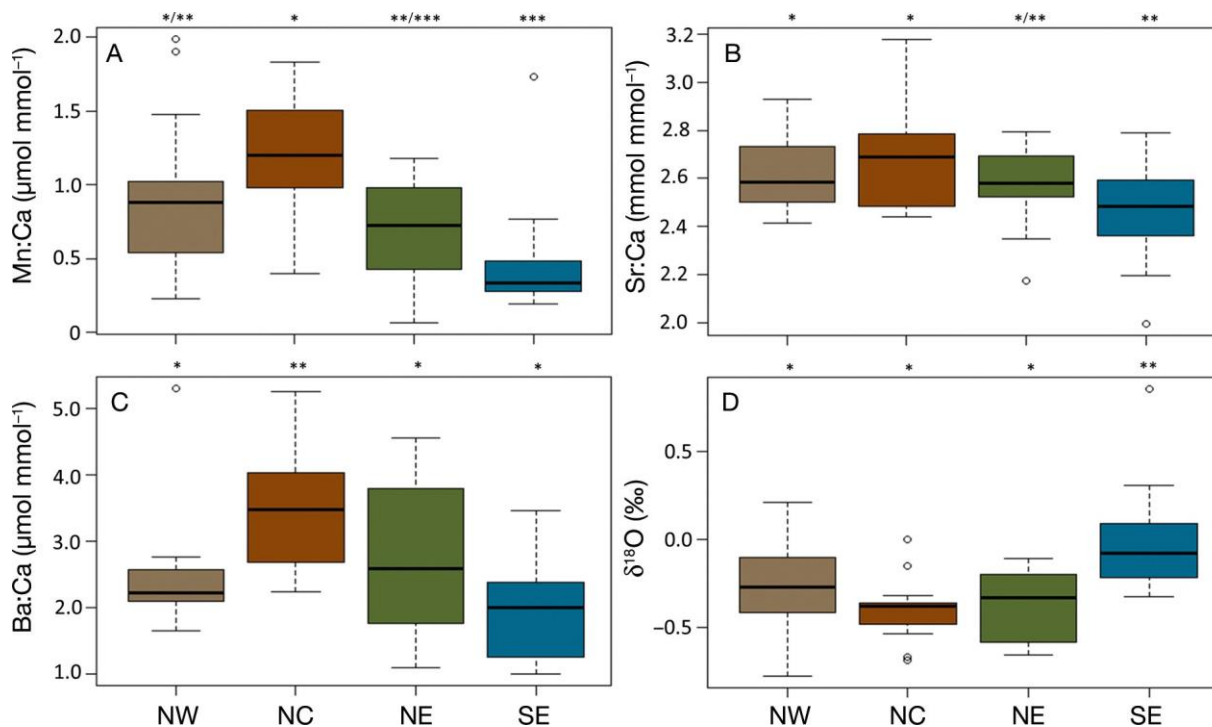 */** * **/*** ***
A
Mn:Ca (µmol mmol⁻¹)
2.0
1.5
1.0
0.5
0
* * */** **
B
Sr:Ca (mmol mmol⁻¹)
3.2
3.0
2.8
2.6
2.4
2.2
2.0
* ** * *
C
Ba:Ca (µmol mmol⁻¹)
5.0
4.0
3.0
2.0
1.0
NW NC NE SE
* * * **
D
δ¹⁸O (‰)
0.5
0.0
−0.5
NW NC NE SE